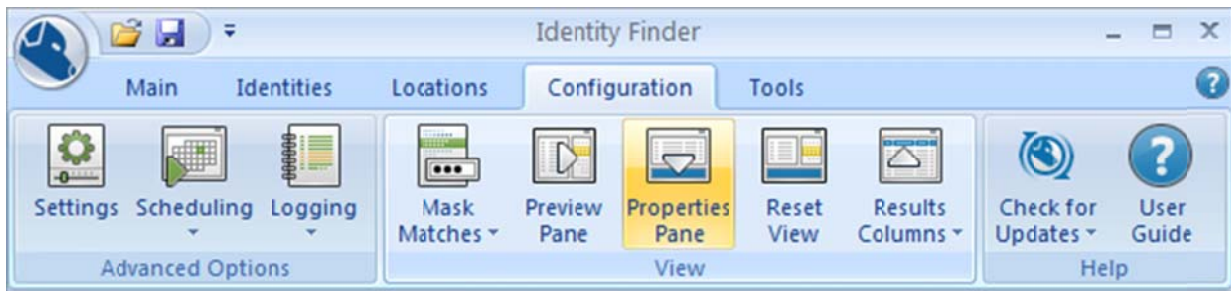 Identity Finder
Main Identities Locations Configuration Tools
Settings Scheduling Logging
Mask Matches
Preview Pane
Properties Pane
Reset View
Results Columns
Check for Updates
User Guide
Advanced Options
View
Help